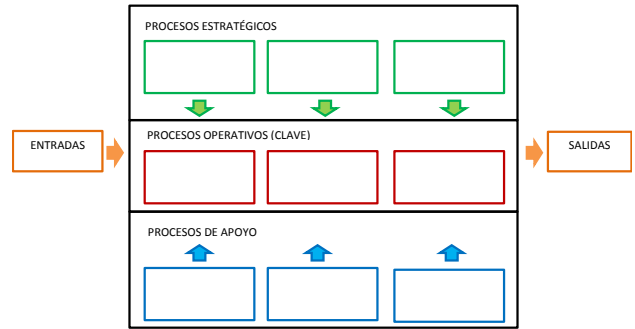 PROCESOS ESTRATÉGICOS
ENTRADAS
PROCESOS OPERATIVOS (CLAVE)
SALIDAS
PROCESOS DE APOYO